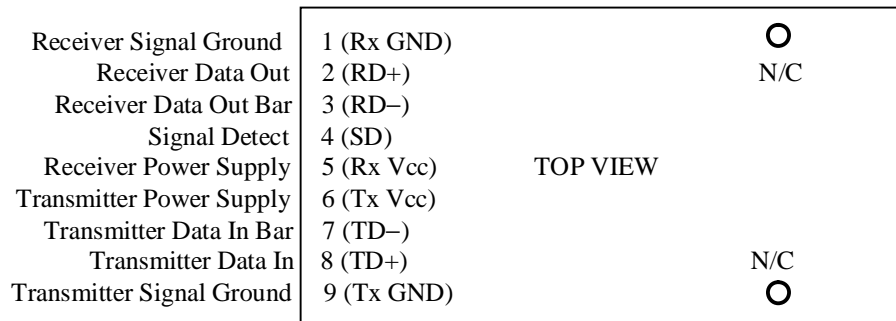 Receiver Signal Ground 1 (Rx GND)
Receiver Data Out 2 (RD+) N/C
Receiver Data Out Bar 3 (RD−)
Signal Detect 4 (SD)
Receiver Power Supply 5 (Rx Vcc) TOP VIEW
Transmitter Power Supply 6 (Tx Vcc)
Transmitter Data In Bar 7 (TD−)
Transmitter Data In 8 (TD+) N/C
Transmitter Signal Ground 9 (Tx GND)